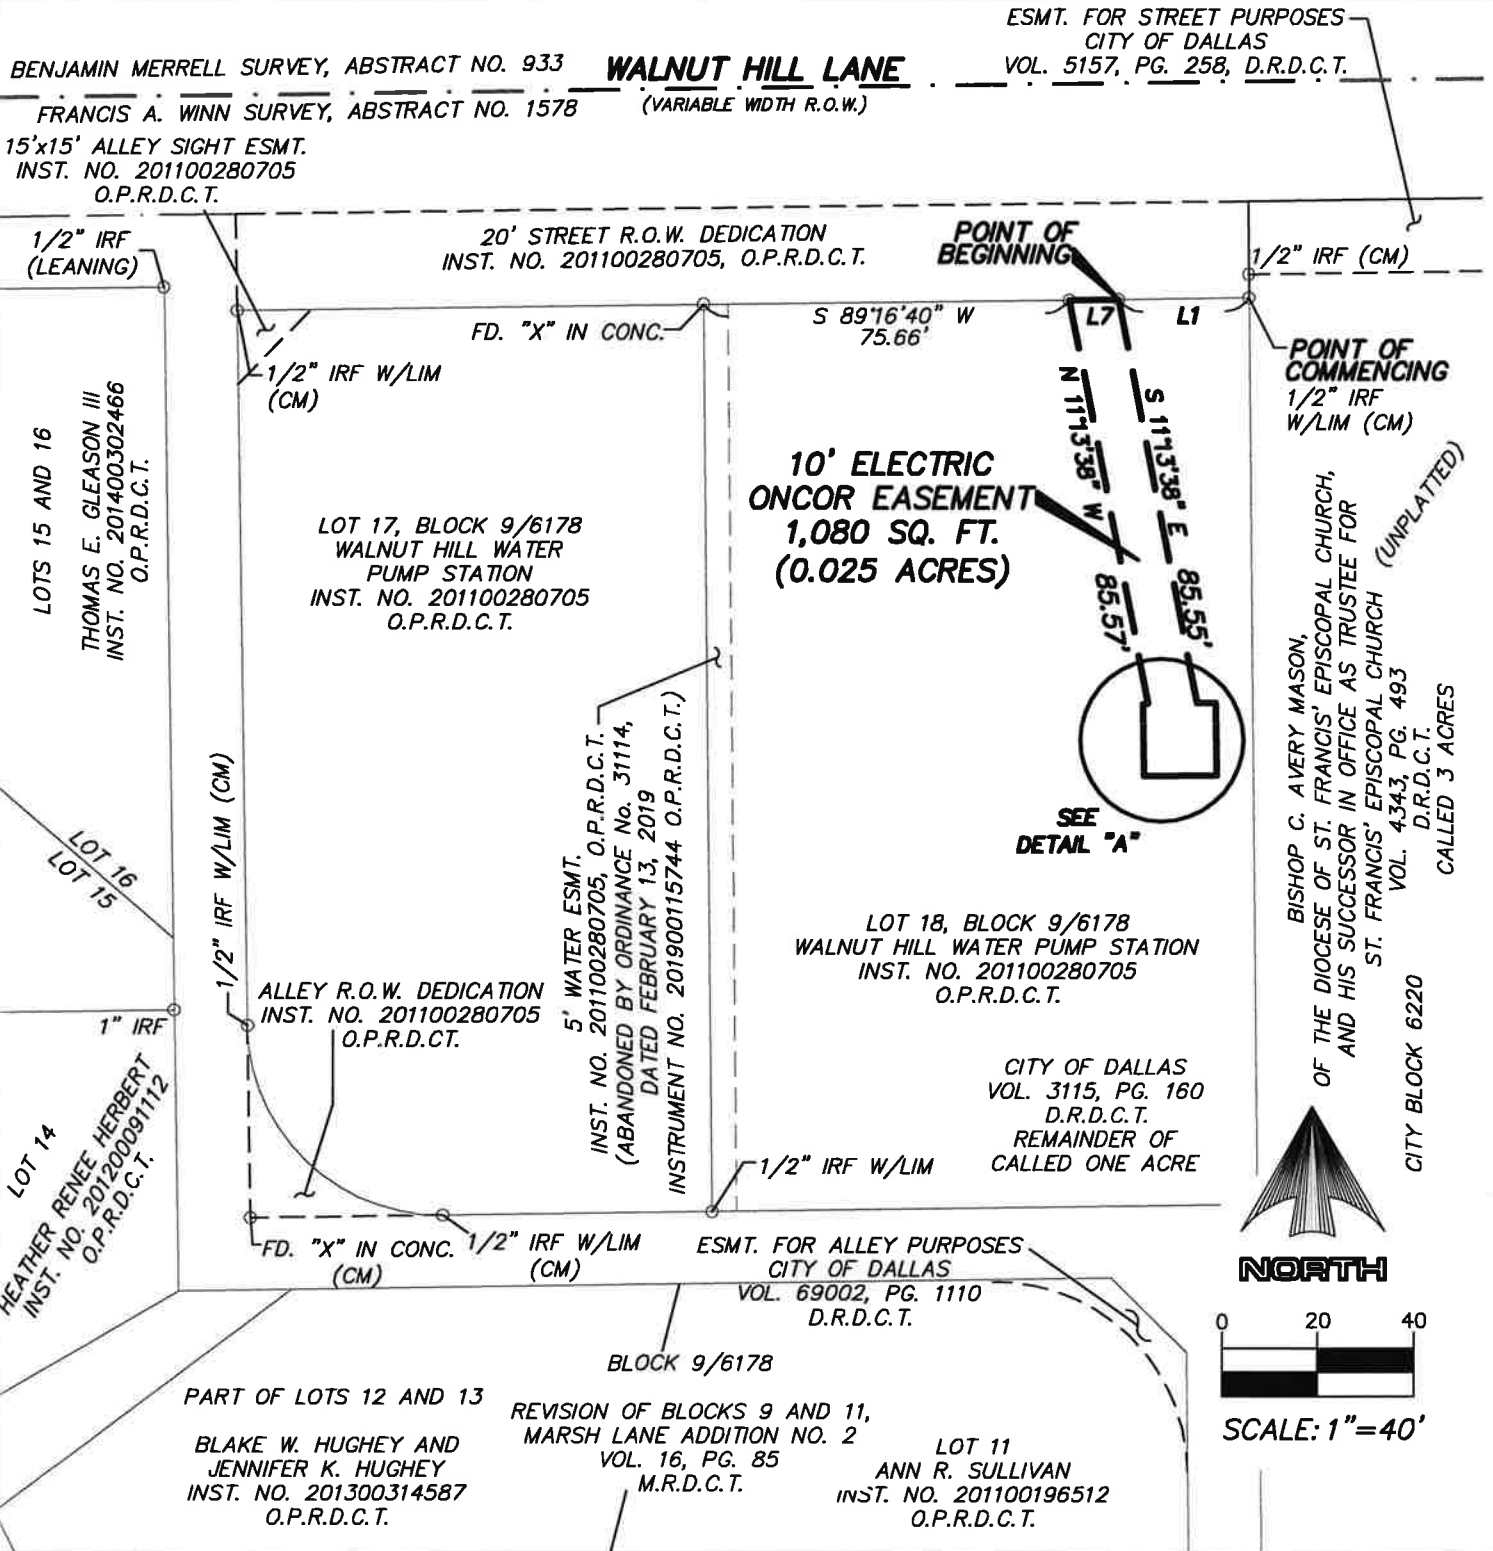 ESMT. FOR STREET PURPOSES
CITY OF DALLAS
VOL. 5157, PG. 258, D.R.D.C.T.
BENJAMIN MERRELL SURVEY, ABSTRACT NO. 933
WALNUT HILL LANE
(VARIABLE WIDTH R.O.W.)
FRANCIS A. WINN SURVEY, ABSTRACT NO. 1578
15'x15' ALLEY SIGHT ESMT.
INST. NO. 201100280705
O.P.R.D.C.T.
1/2" IRF
(LEANING)
20' STREET R.O.W. DEDICATION
INST. NO. 201100280705, O.P.R.D.C.T.
POINT OF
BEGINNING
1/2" IRF (CM)
FD. "X" IN CONC.
S 89°16'40" W
75.66'
L7
L1
POINT OF
COMMENCING
1/2" IRF
W/LIM (CM)
1/2" IRF W/LIM
(CM)
N 11°13'38" W
85.57'
S 11°13'38" E
85.55'
LOTS 15 AND 16
THOMAS E. GLEASON III
INST. NO. 201400302466
O.P.R.D.C.T.
10' ELECTRIC
ONCOR EASEMENT
1,080 SQ. FT.
(0.025 ACRES)
LOT 17, BLOCK 9/6178
WALNUT HILL WATER
PUMP STATION
INST. NO. 201100280705
O.P.R.D.C.T.
(UNPLATTED)
BISHOP C. AVERY MASON,
OF THE DIOCESE OF ST. FRANCIS' EPISCOPAL CHURCH,
AND HIS SUCCESSOR IN OFFICE AS TRUSTEE FOR
ST. FRANCIS' EPISCOPAL CHURCH
VOL. 4343, PG. 493
D.R.D.C.T.
CALLED 3 ACRES
CITY BLOCK 6220
SEE
DETAIL "A"
1/2" IRF W/LIM (CM)
LOT 16
LOT 15
5' WATER ESMT.
INST. NO. 201100280705, O.P.R.D.C.T.
(ABANDONED BY ORDINANCE No. 31114,
DATED FEBRUARY 13, 2019
INSTRUMENT NO. 201900115744 O.P.R.D.C.T.)
LOT 18, BLOCK 9/6178
WALNUT HILL WATER PUMP STATION
INST. NO. 201100280705
O.P.R.D.C.T.
ALLEY R.O.W. DEDICATION
INST. NO. 201100280705
O.P.R.D.CT.
1" IRF
CITY OF DALLAS
VOL. 3115, PG. 160
D.R.D.C.T.
REMAINDER OF
CALLED ONE ACRE
LOT 14
HEATHER RENEE HERBERT
INST. NO. 201200091112
O.P.R.D.C.T.
1/2" IRF W/LIM
FD. "X" IN CONC.
(CM)
1/2" IRF W/LIM
(CM)
ESMT. FOR ALLEY PURPOSES
CITY OF DALLAS
VOL. 69002, PG. 1110
D.R.D.C.T.
NORTH
0 20 40
SCALE: 1"=40'
BLOCK 9/6178
REVISION OF BLOCKS 9 AND 11,
MARSH LANE ADDITION NO. 2
VOL. 16, PG. 85
M.R.D.C.T.
PART OF LOTS 12 AND 13
BLAKE W. HUGHEY AND
JENNIFER K. HUGHEY
INST. NO. 201300314587
O.P.R.D.C.T.
LOT 11
ANN R. SULLIVAN
INST. NO. 201100196512
O.P.R.D.C.T.